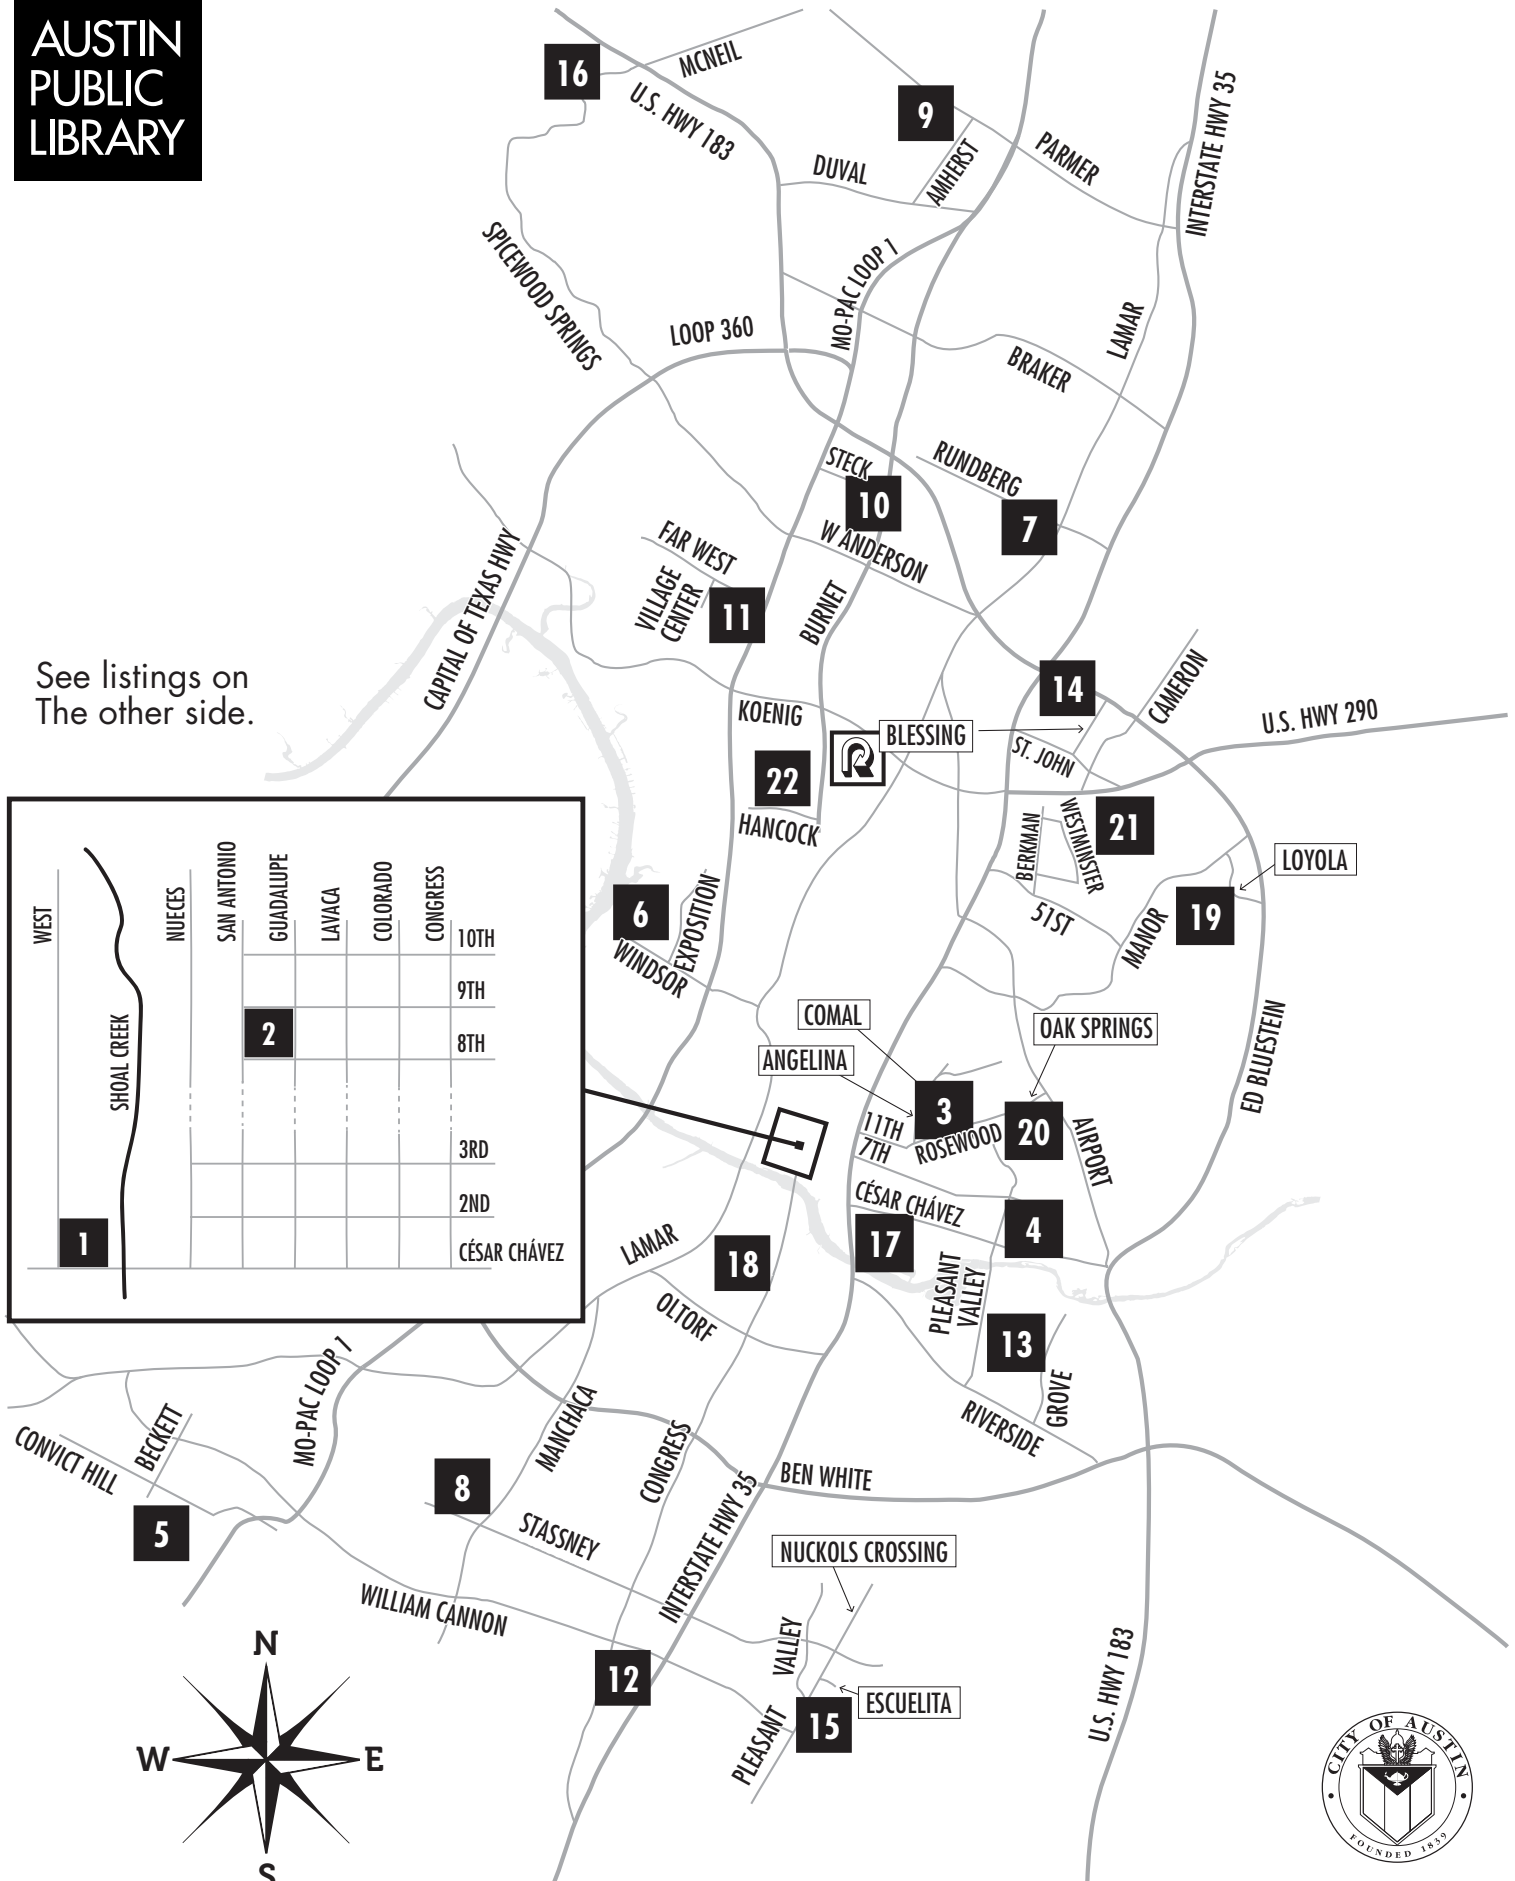 AUSTIN
PUBLIC
LIBRARY
16
MCNEIL
U.S. HWY 183
9
DUVAL
AMHERST
PARMER
INTERSTATE HWY 35
SPICEWOOD SPRINGS
MO-PAC LOOP 1
LOOP 360
LAMAR
BRAKER
STECK
RUNDBERG
10
7
W ANDERSON
FAR WEST
VILLAGE
CENTER
11
BURNET
CAPITAL OF TEXAS HWY
See listings on
The other side.
14
CAMERON
KOENIG
BLESSING
U.S. HWY 290
ST. JOHN
R
22
HANCOCK
BERKMAN
WESTMINSTER
21
LOYOLA
6
EXPOSITION
WINDSOR
51ST
MANOR
19
WEST
NUECES
SAN ANTONIO
GUADALUPE
LAVACA
COLORADO
CONGRESS
10TH
9TH
2
8TH
SHOAL CREEK
3RD
2ND
1
CÉSAR CHÁVEZ
COMAL
OAK SPRINGS
ANGELINA
ED BLUESTEIN
3
11TH
ROSEWOOD
20
7TH
AIRPORT
CÉSAR CHÁVEZ
4
17
LAMAR
18
PLEASANT
VALLEY
OLTORF
13
GROVE
MO-PAC LOOP 1
RIVERSIDE
CONVICT HILL
BECKETT
MANCHACA
CONGRESS
8
5
BEN WHITE
STASSNEY
INTERSTATE HWY 35
NUCKOLS CROSSING
WILLIAM CANNON
12
VALLEY
ESCUELITA
15
PLEASANT
U.S. HWY 183
N
W
E
S
CITY OF AUSTIN
FOUNDED 1839